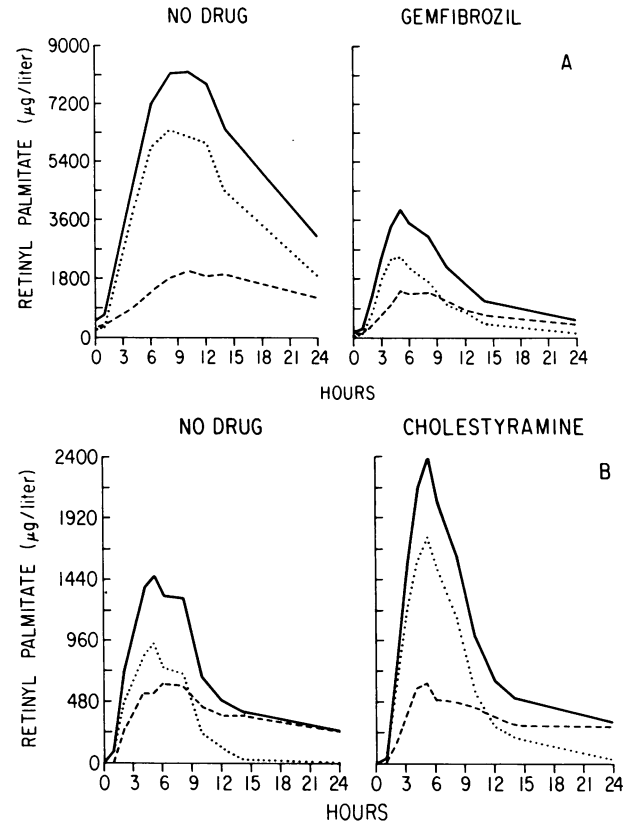 NO DRUG
GEMFIBROZIL
A
RETINYL PALMITATE (µg/liter)
9000
7200
5400
3600
1800
0
0 3 6 9 12 15 18 21 24
0 3 6 9 12 15 18 21 24
HOURS
NO DRUG
CHOLESTYRAMINE
B
RETINYL PALMITATE (µg/liter)
2400
1920
1440
960
480
0
0 3 6 9 12 15 18 21 24
0 3 6 9 12 15 18 21 24
HOURS